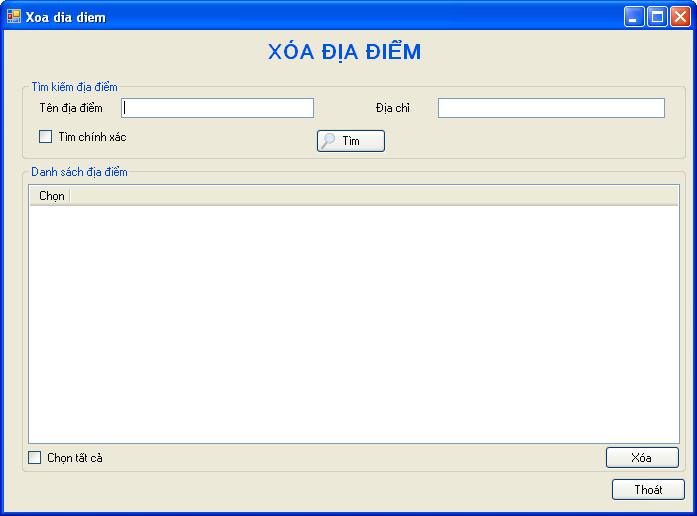 Xoa dia diem
XÓA ĐỊA ĐIỂM
Tìm kiếm địa điểm
Tên địa điểm Địa chỉ
Tìm chính xác Tìm
Danh sách địa điểm
Chọn
Chọn tất cả Xóa
Thoát